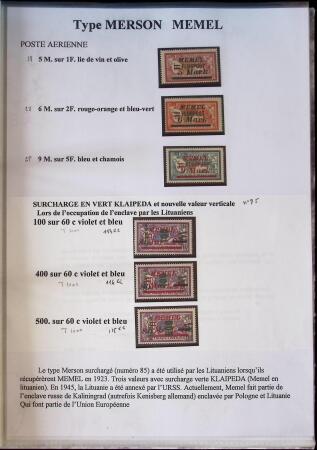 Type MERSON MEMEL
POSTE AERIENNE
5 M. sur 1F. lie de vin et olive
6 M. sur 2F. rouge-orange et bleu-vert
9 M. sur 5F. bleu et chamois
SURCHARGE EN VERT KLAIPEDA et nouvelle valeur verticale n°85
Lors de l'occupation de l'enclave par les Lituaniens
100 sur 60 c violet et bleu
400 sur 60 c violet et bleu
500. sur 60 c violet et bleu
Le type Merson surchargé (numéro 85) a été utilisé par les Lituaniens lorsqu'ils
récupérèrent MEMEL en 1923. Trois valeurs avec surcharge verte KLAIPEDA (Memel en
lituanien). En 1945, la Lituanie a été annexé par l'URSS. Actuellement, Memel fait partie de
l'enclave russe de Kaliningrad (autrefois Kenisberg allemand) enclavée par Pologne et Lituanie
Qui font partie de l'Union Européenne